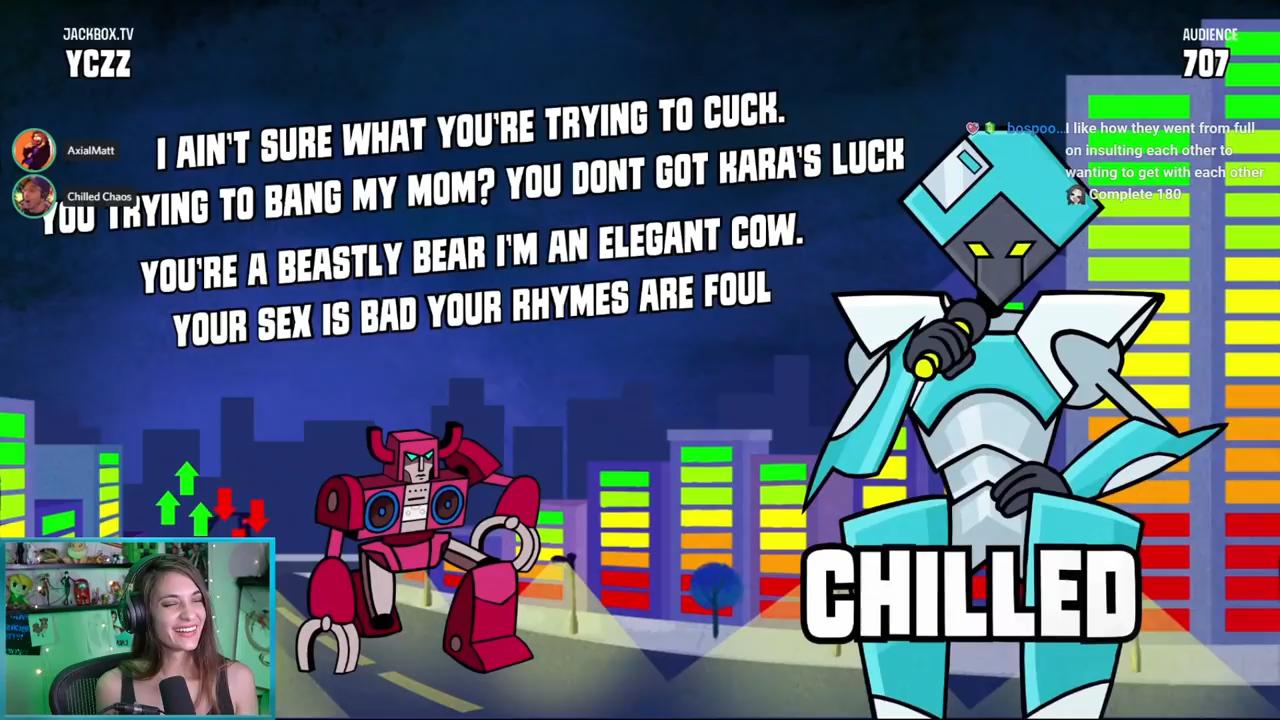 JACKBOX.TV
YCZZ
AUDIENCE
707
I AIN'T SURE WHAT YOU'RE TRYING TO CUCK.
YOU TRYING TO BANG MY MOM? YOU DONT GOT KARA'S LUCK
YOU'RE A BEASTLY BEAR I'M AN ELEGANT COW.
YOUR SEX IS BAD YOUR RHYMES ARE FOUL
AxialMatt
Chilled Chaos
bospoo...I like how they went from full
on insulting each other to
wanting to get with each other
Complete 180
CHILLED